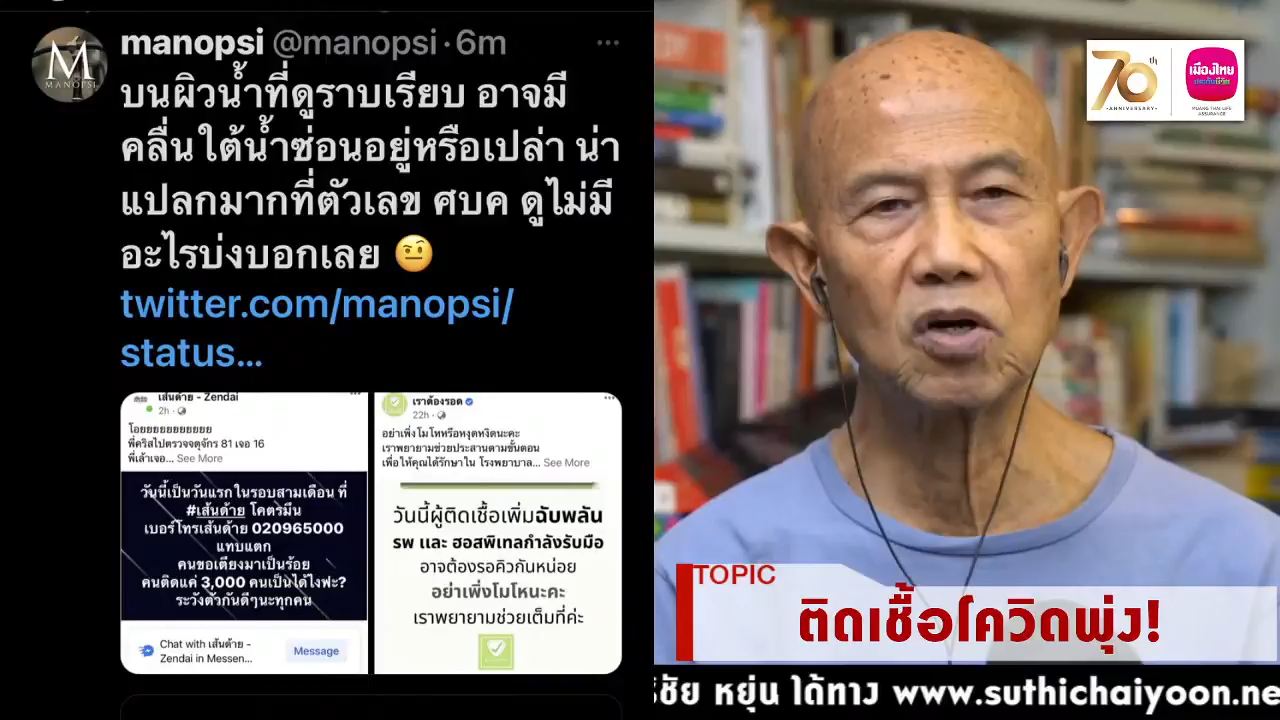 manopsi @manopsi · 6m
บนผิวน้ำที่ดูราบเรียบ อาจมี
คลื่นใต้น้ำซ่อนอยู่หรือเปล่า น่า
แปลกมากที่ตัวเลข ศบค ดูไม่มี
อะไรบ่งบอกเลย 🤨
twitter.com/manopsi/
status...
เส้นด้าย - Zendai
2h ·
โอยยยยยยยยยยย
พี่คริสไปตรวจจตุจักร 81 เจอ 16
พี่เล้าเจอ... See More
วันนี้เป็นวันแรกในรอบสามเดือน ที่
#เส้นด้าย โคตรมึน
เบอร์โทรเส้นด้าย 020965000
แทบแตก
คนขอเตียงมาเป็นร้อย
คนติดแค่ 3,000 คนเป็นได้ไงฟะ?
ระวังตัวกันดีๆนะทุกคน
Chat with เส้นด้าย -
Zendai in Messen...
Message
เราต้องรอด
22h ·
อย่าเพิ่งโมโหหรือหงุดหงิดนะคะ
เราพยายามช่วยประสานตามขั้นตอน
เพื่อให้คุณได้รักษาใน โรงพยาบาล... See More
วันนี้ผู้ติดเชื้อเพิ่มฉับพลัน
รพ และ ฮอสพิเทลกำลังรับมือ
อาจต้องรอคิวกันหน่อย
อย่าเพิ่งโมโหนะคะ
เราพยายามช่วยเต็มที่ค่ะ
M
MANOPSI
70th
ANNIVERSARY
เมืองไทย
ประกันชีวิต
MUANG THAI LIFE
ASSURANCE
TOPIC
ติดเชื้อโควิดพุ่ง!
ชัย หยุ่น ได้ทาง www.suthichaiyoon.ne